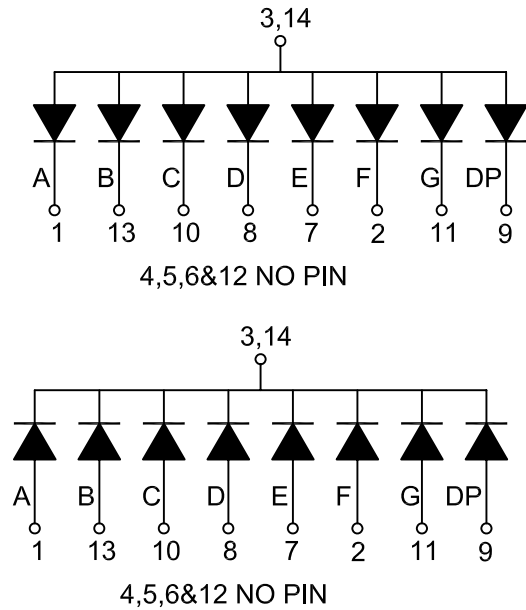 3,14
A B C D E F G DP
1 13 10 8 7 2 11 9
4,5,6&12 NO PIN
3,14
A B C D E F G DP
1 13 10 8 7 2 11 9
4,5,6&12 NO PIN